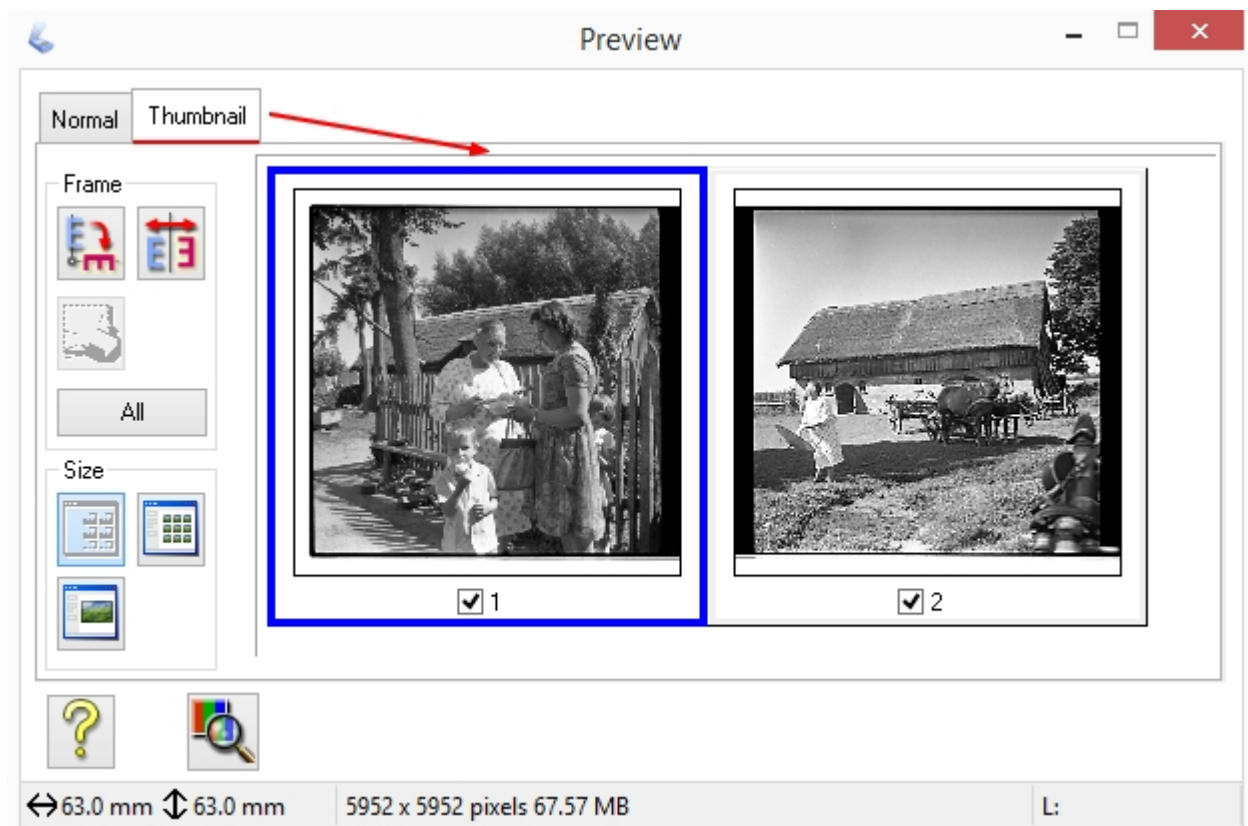 Preview
Normal
Thumbnail
Frame
All
Size
1
2
63.0 mm 63.0 mm
5952 x 5952 pixels 67.57 MB
L: